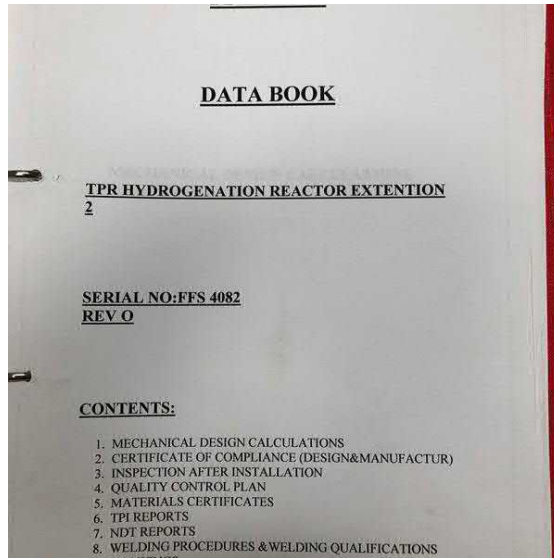 DATA BOOK
TPR HYDROGENATION REACTOR EXTENTION
2
SERIAL NO:FFS 4082
REV O
CONTENTS:
1. MECHANICAL DESIGN CALCULATIONS
2. CERTIFICATE OF COMPLIANCE (DESIGN&MANUFACTUR)
3. INSPECTION AFTER INSTALLATION
4. QUALITY CONTROL PLAN
5. MATERIALS CERTIFICATES
6. TPI REPORTS
7. NDT REPORTS
8. WELDING PROCEDURES &WELDING QUALIFICATIONS